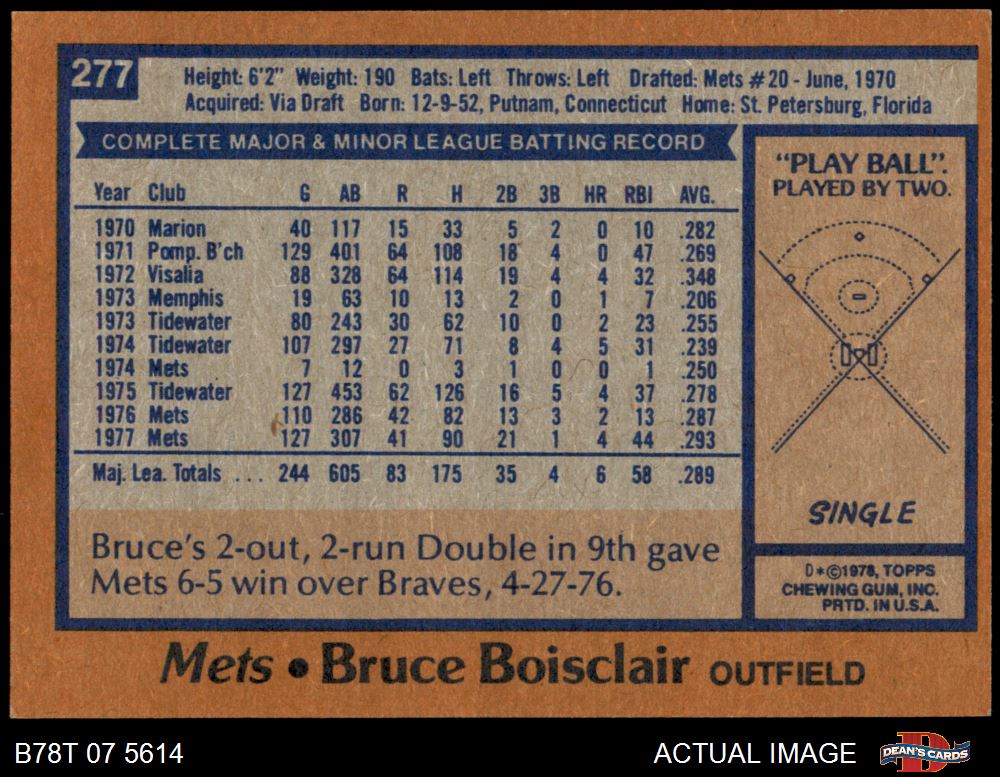 277
Height: 6'2" Weight: 190 Bats: Left Throws: Left Drafted: Mets #20 - June, 1970
Acquired: Via Draft Born: 12-9-52, Putnam, Connecticut Home: St. Petersburg, Florida
COMPLETE MAJOR & MINOR LEAGUE BATTING RECORD
Year Club G AB R H 2B 3B HR RBI AVG.
1970 Marion 40 117 15 33 5 2 0 10 .282
1971 Pomp. B'ch 129 401 64 108 18 4 0 47 .269
1972 Visalia 88 328 64 114 19 4 4 32 .348
1973 Memphis 19 63 10 13 2 0 1 7 .206
1973 Tidewater 80 243 30 62 10 0 2 23 .255
1974 Tidewater 107 297 27 71 8 4 5 31 .239
1974 Mets 7 12 0 3 1 0 0 1 .250
1975 Tidewater 127 453 62 126 16 5 4 37 .278
1976 Mets 110 286 42 82 13 3 2 13 .287
1977 Mets 127 307 41 90 21 1 4 44 .293
Maj. Lea. Totals ... 244 605 83 175 35 4 6 58 .289
Bruce's 2-out, 2-run Double in 9th gave
Mets 6-5 win over Braves, 4-27-76.
"PLAY BALL".
PLAYED BY TWO.
SINGLE
D*©1978, TOPPS
CHEWING GUM, INC.
PRTD. IN U.S.A.
Mets • Bruce Boisclair OUTFIELD
B78T 07 5614
ACTUAL IMAGE
DEAN'S CARDS